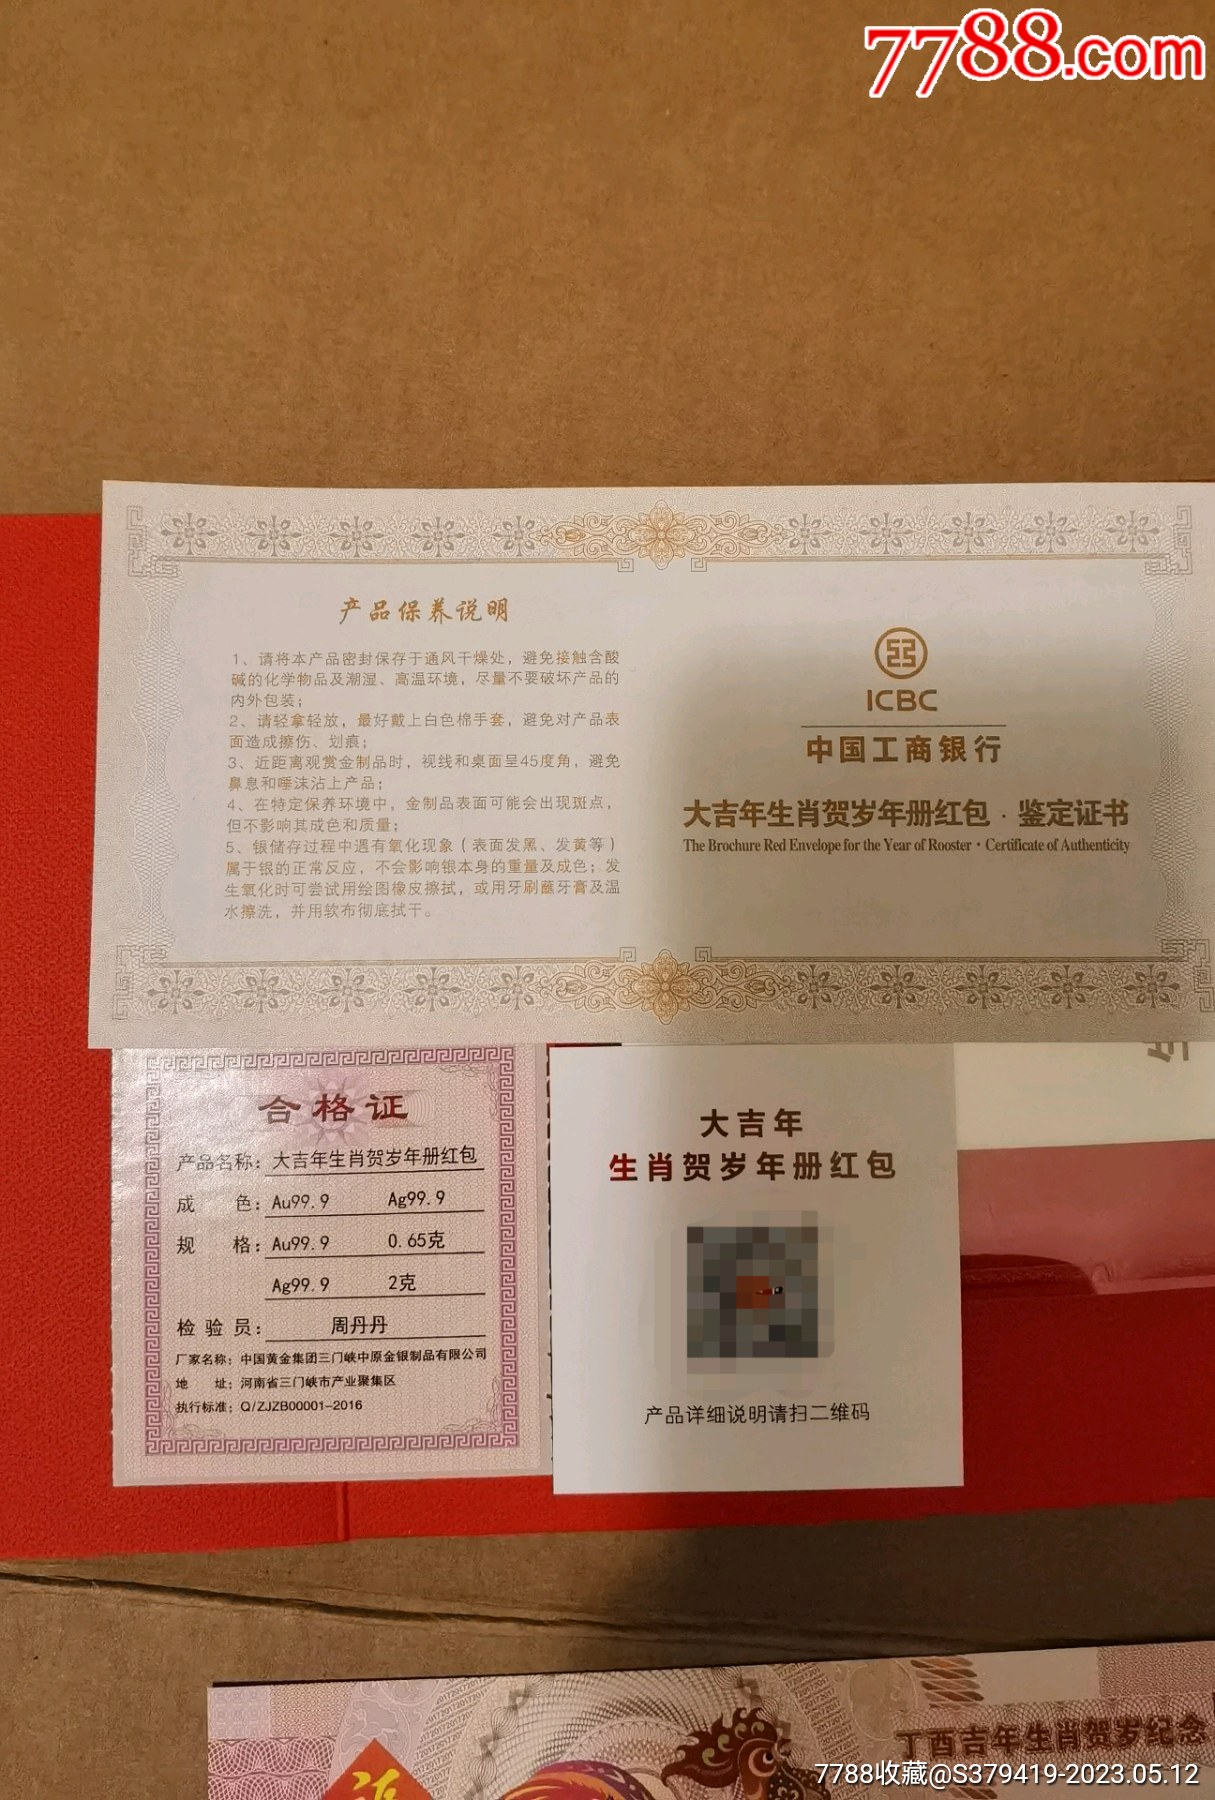 7788.com
产品保养说明
1、请将本产品密封保存于通风干燥处，避免接触含酸
碱的化学物品及潮湿、高温环境，尽量不要破坏产品的
内外包装；
2、请轻拿轻放，最好戴上白色棉手套，避免对产品表
面造成擦伤、划痕；
3、近距离观赏金制品时，视线和桌面呈45度角，避免
鼻息和唾沫沾上产品；
4、在特定保养环境中，金制品表面可能会出现斑点，
但不影响其成色和质量；
5、银储存过程中遇有氧化现象（表面发黑、发黄等）
属于银的正常反应，不会影响银本身的重量及成色；发
生氧化时可尝试用绘图橡皮擦拭，或用牙刷蘸牙膏及温
水擦洗，并用软布彻底拭干。
ICBC
中国工商银行
大吉年生肖贺岁年册红包·鉴定证书
The Brochure Red Envelope for the Year of Rooster·Certificate of Authenticity
合格证
产品名称：大吉年生肖贺岁年册红包
成 色：Au99.9 Ag99.9
规 格：Au99.9 0.65克
Ag99.9 2克
检 验 员：周丹丹
厂家名称：中国黄金集团三门峡中原金银制品有限公司
地 址：河南省三门峡市产业聚集区
执行标准：Q/ZJZB00001-2016
大吉年
生肖贺岁年册红包
产品详细说明请扫二维码
丁酉吉年生肖贺岁纪念
7788收藏@S379419-2023.05.12